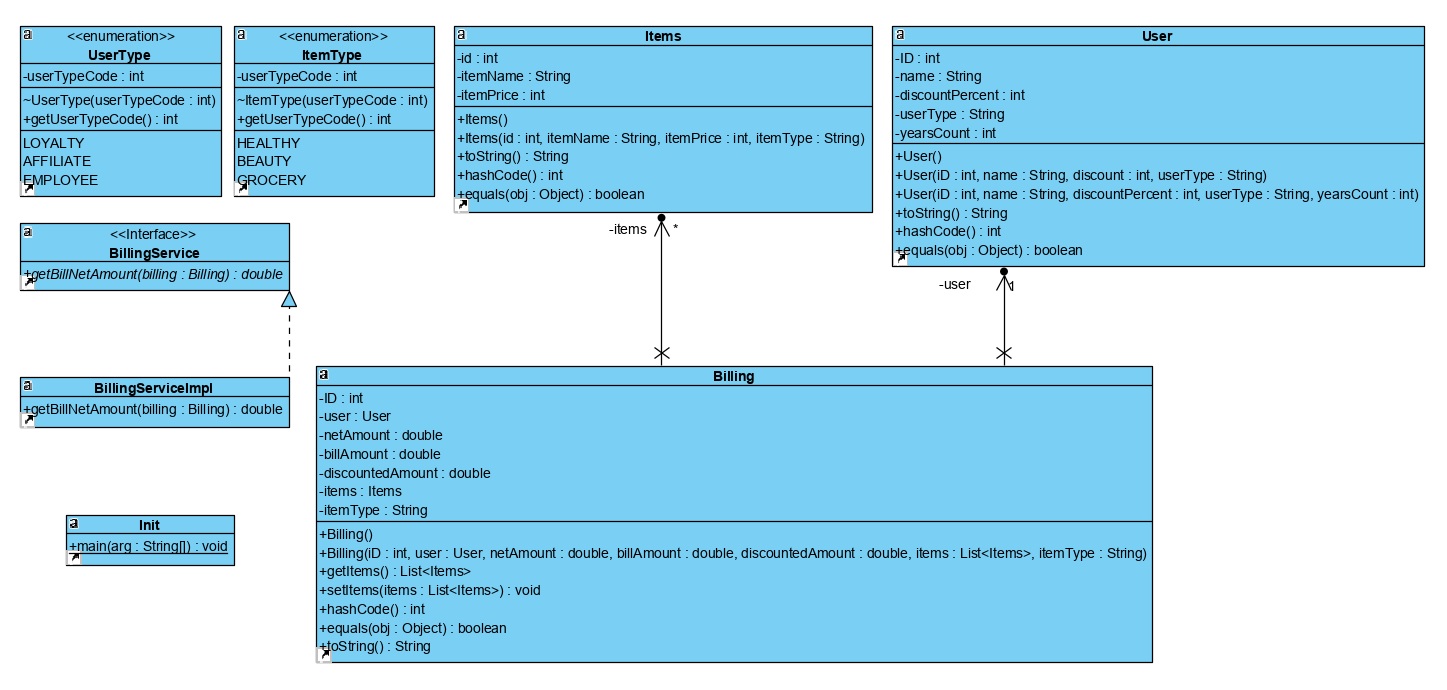 <<enumeration>>
UserType
-userTypeCode : int
~UserType(userTypeCode : int)
+getUserTypeCode() : int
LOYALTY
AFFILIATE
EMPLOYEE
<<enumeration>>
ItemType
-userTypeCode : int
~ItemType(userTypeCode : int)
+getUserTypeCode() : int
HEALTHY
BEAUTY
GROCERY
Items
-id : int
-itemName : String
-itemPrice : int
+Items()
+Items(id : int, itemName : String, itemPrice : int, itemType : String)
+toString() : String
+hashCode() : int
+equals(obj : Object) : boolean
User
-ID : int
-name : String
-discountPercent : int
-userType : String
-yearsCount : int
+User()
+User(iD : int, name : String, discount : int, userType : String)
+User(iD : int, name : String, discountPercent : int, userType : String, yearsCount : int)
+toString() : String
+hashCode() : int
+equals(obj : Object) : boolean
<<Interface>>
BillingService
+getBillNetAmount(billing : Billing) : double
-items *
-user 1
BillingServiceImpl
+getBillNetAmount(billing : Billing) : double
Init
+main(arg : String[]) : void
Billing
-ID : int
-user : User
-netAmount : double
-billAmount : double
-discountedAmount : double
-items : Items
-itemType : String
+Billing()
+Billing(iD : int, user : User, netAmount : double, billAmount : double, discountedAmount : double, items : List<Items>, itemType : String)
+getItems() : List<Items>
+setItems(items : List<Items>) : void
+hashCode() : int
+equals(obj : Object) : boolean
+toString() : String